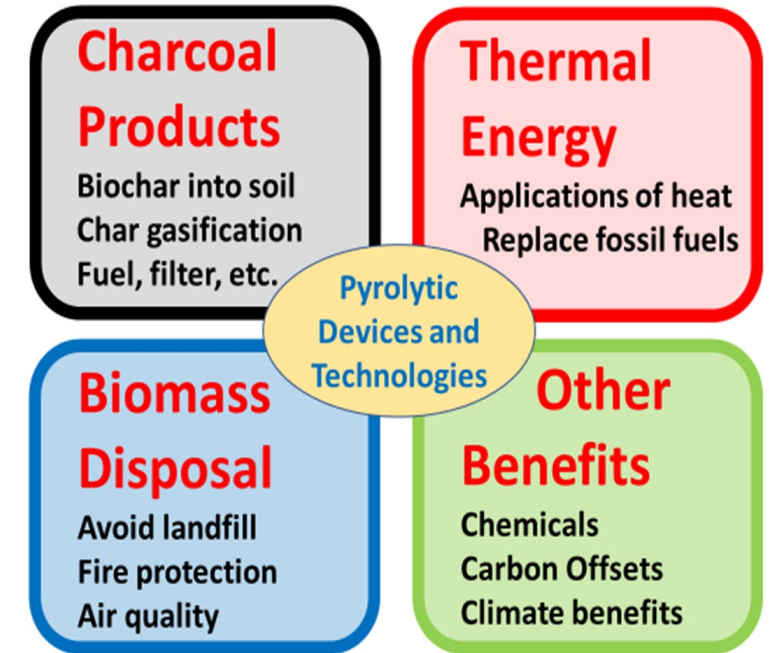 Charcoal
Products
Biochar into soil
Char gasification
Fuel, filter, etc.
Thermal
Energy
Applications of heat
Replace fossil fuels
Pyrolytic
Devices and
Technologies
Biomass
Disposal
Avoid landfill
Fire protection
Air quality
Other
Benefits
Chemicals
Carbon Offsets
Climate benefits